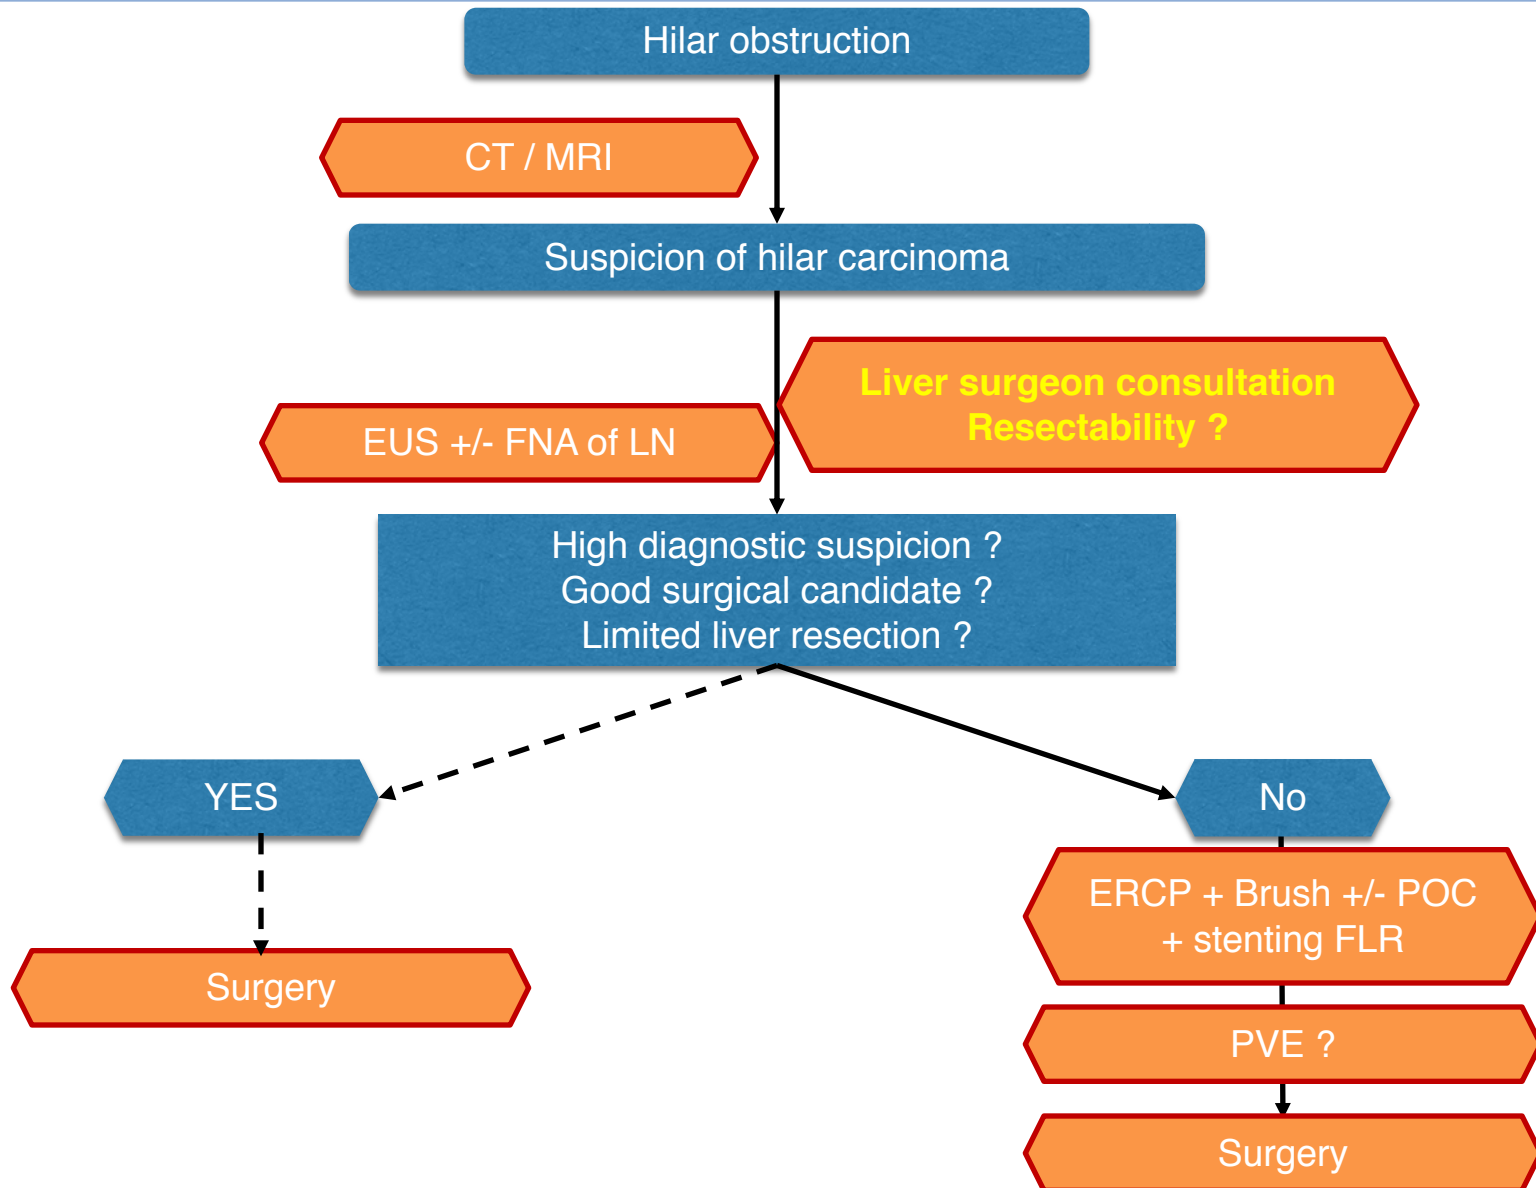 Hilar obstruction
CT / MRI
Suspicion of hilar carcinoma
Liver surgeon consultation
Resectability ?
EUS +/- FNA of LN
High diagnostic suspicion ?
Good surgical candidate ?
Limited liver resection ?
YES
No
ERCP + Brush +/- POC
+ stenting FLR
Surgery
PVE ?
Surgery